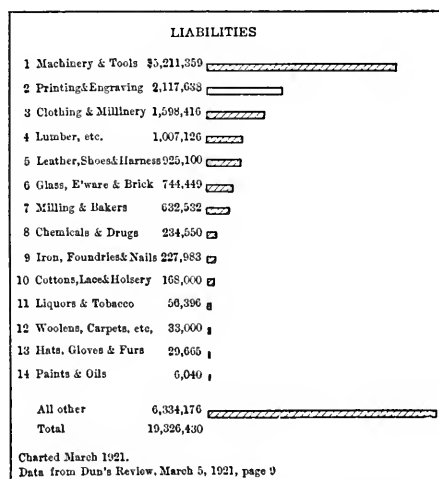 LIABILITIES
1 Machinery & Tools $5,211,359
2 Printing&Engraving 2,117,638
3 Clothing & Millinery 1,598,416
4 Lumber, etc. 1,007,126
5 Leather,Shoes&Harness 925,100
6 Glass, E'ware & Brick 744,449
7 Milling & Bakers 632,532
8 Chemicals & Drugs 234,550
9 Iron, Foundries& Nails 227,983
10 Cottons,Lace&Hoisery 168,000
11 Liquors & Tobacco 56,396
12 Woolens, Carpets, etc, 33,000
13 Hats, Gloves & Furs 29,665
14 Paints & Oils 6,040
All other 6,334,176
Total 19,326,430
Charted March 1921.
Data from Dun's Review, March 5, 1921, page 9